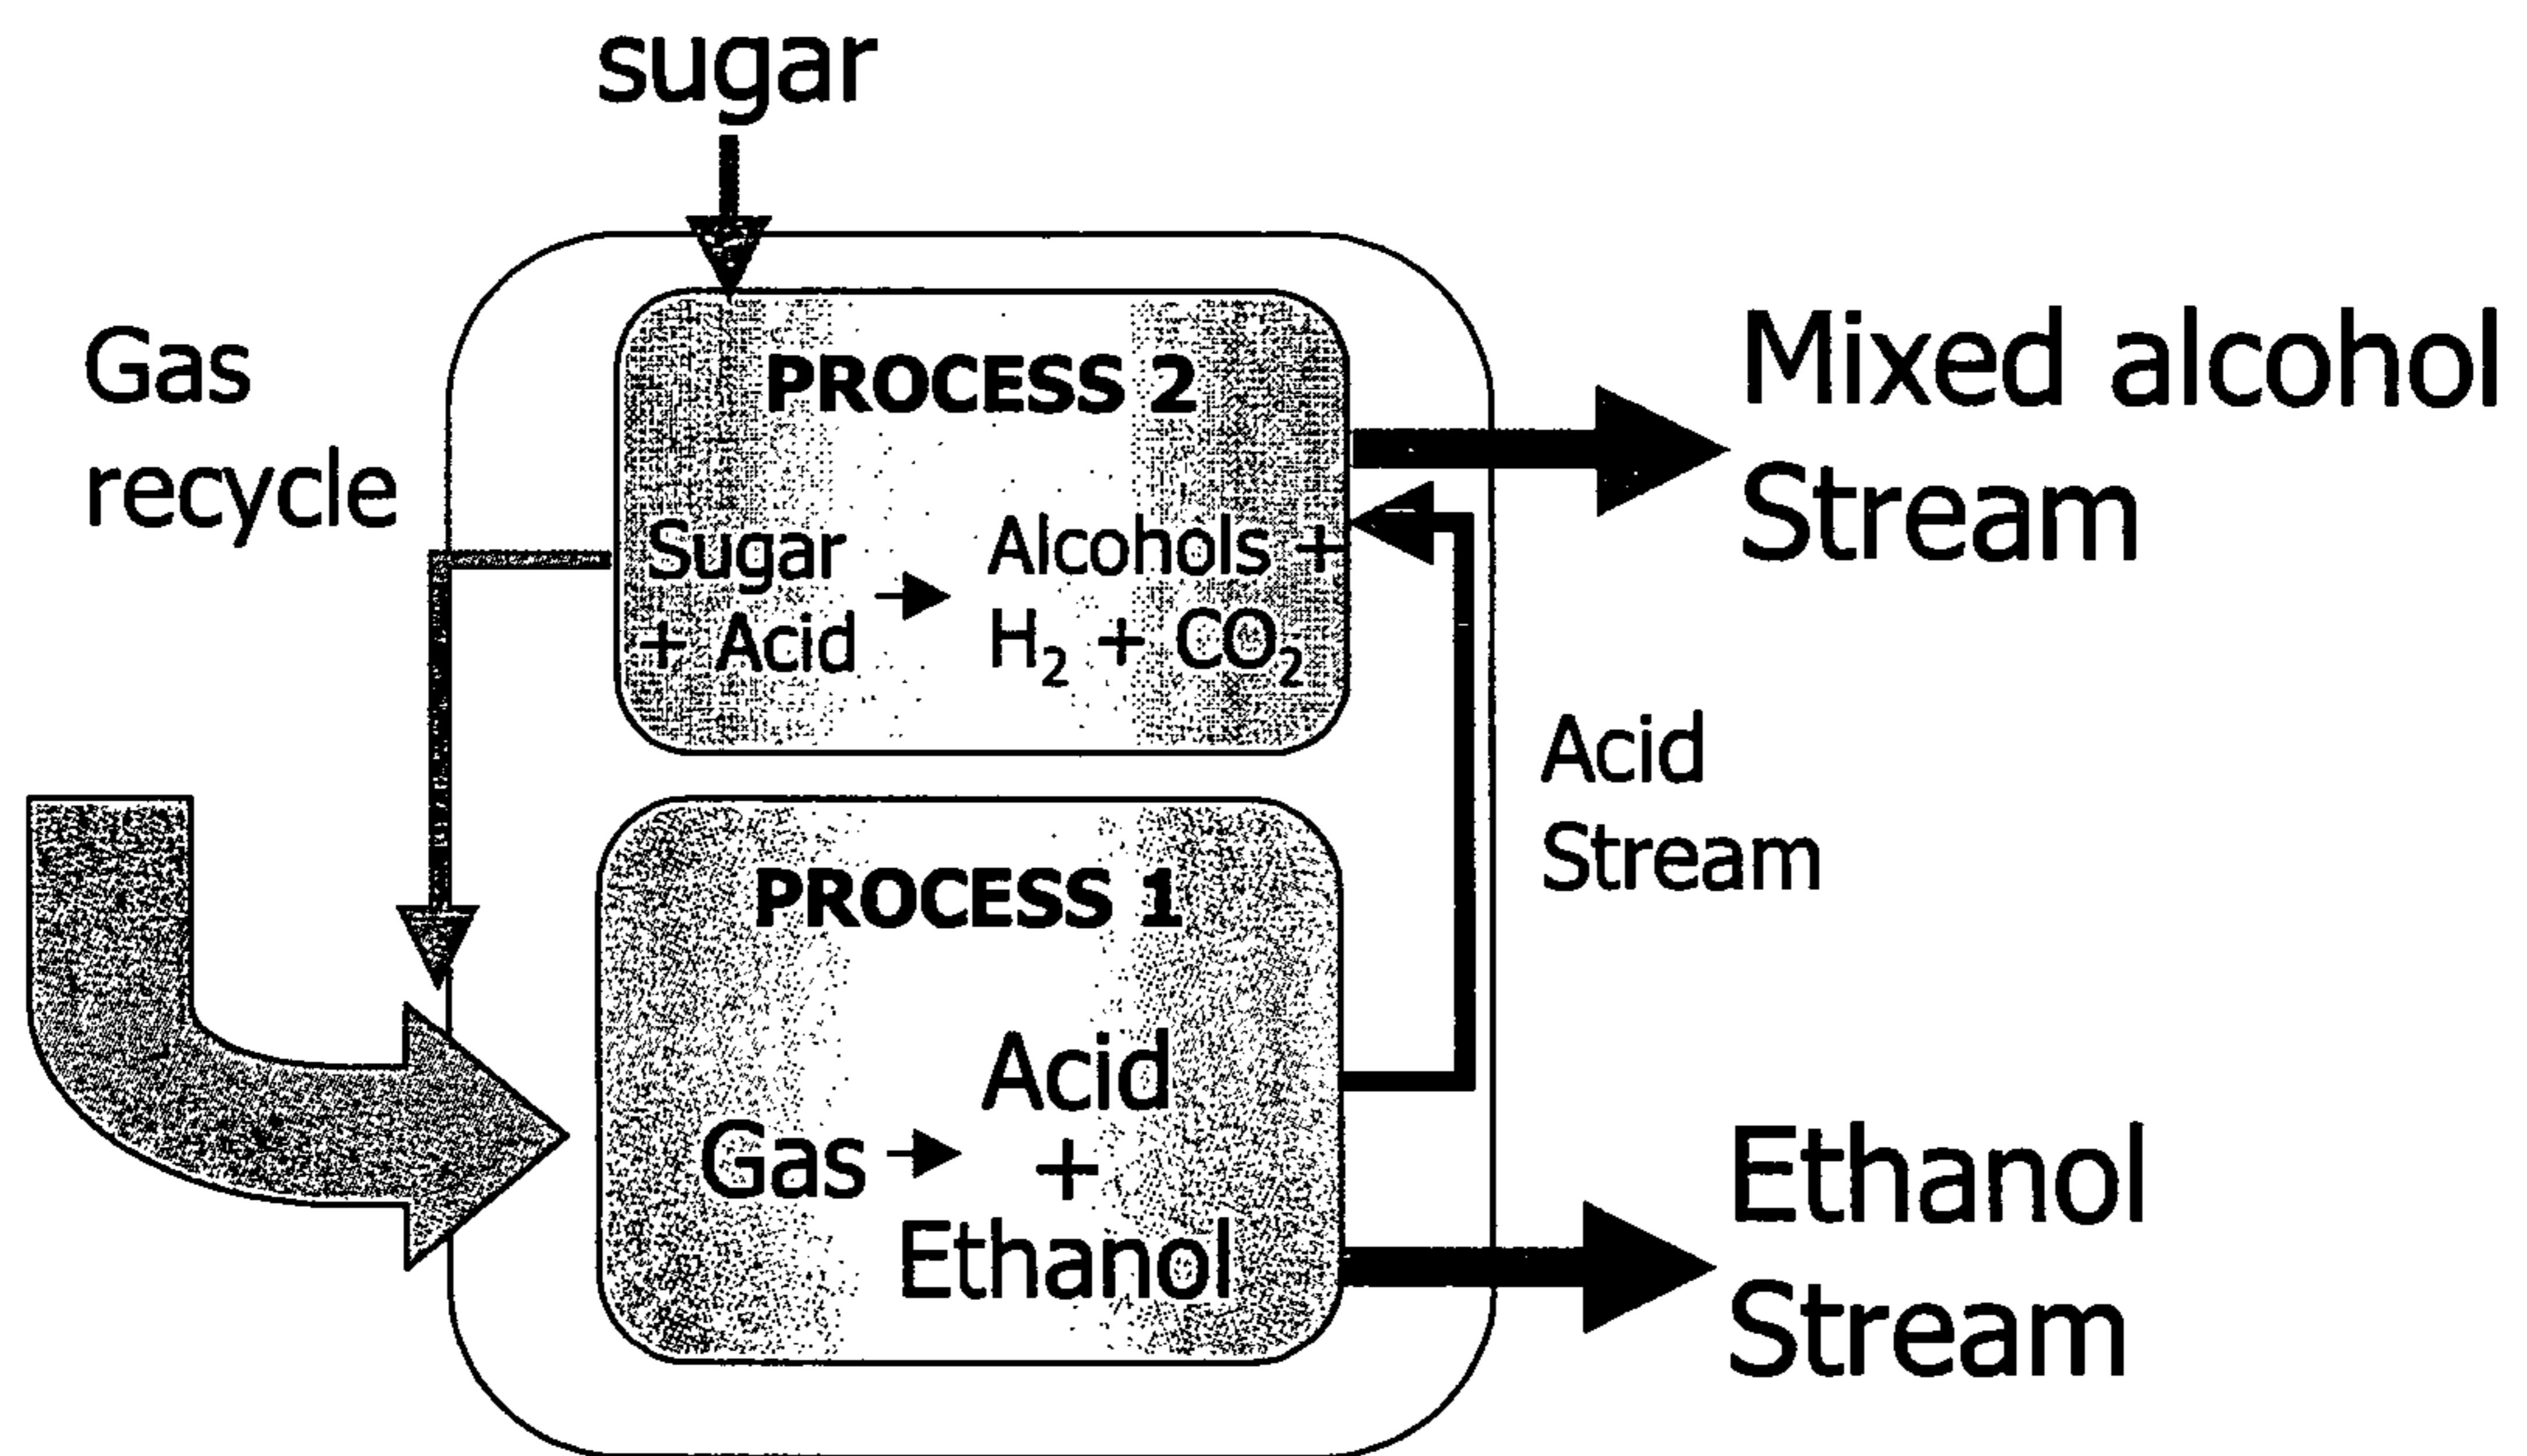 sugar
Gas
recycle
PROCESS 2
Sugar
+ Acid
Alcohols +
H₂ + CO₂
Mixed alcohol
Stream
Acid
Stream
PROCESS 1
Gas
Acid
+
Ethanol
Ethanol
Stream